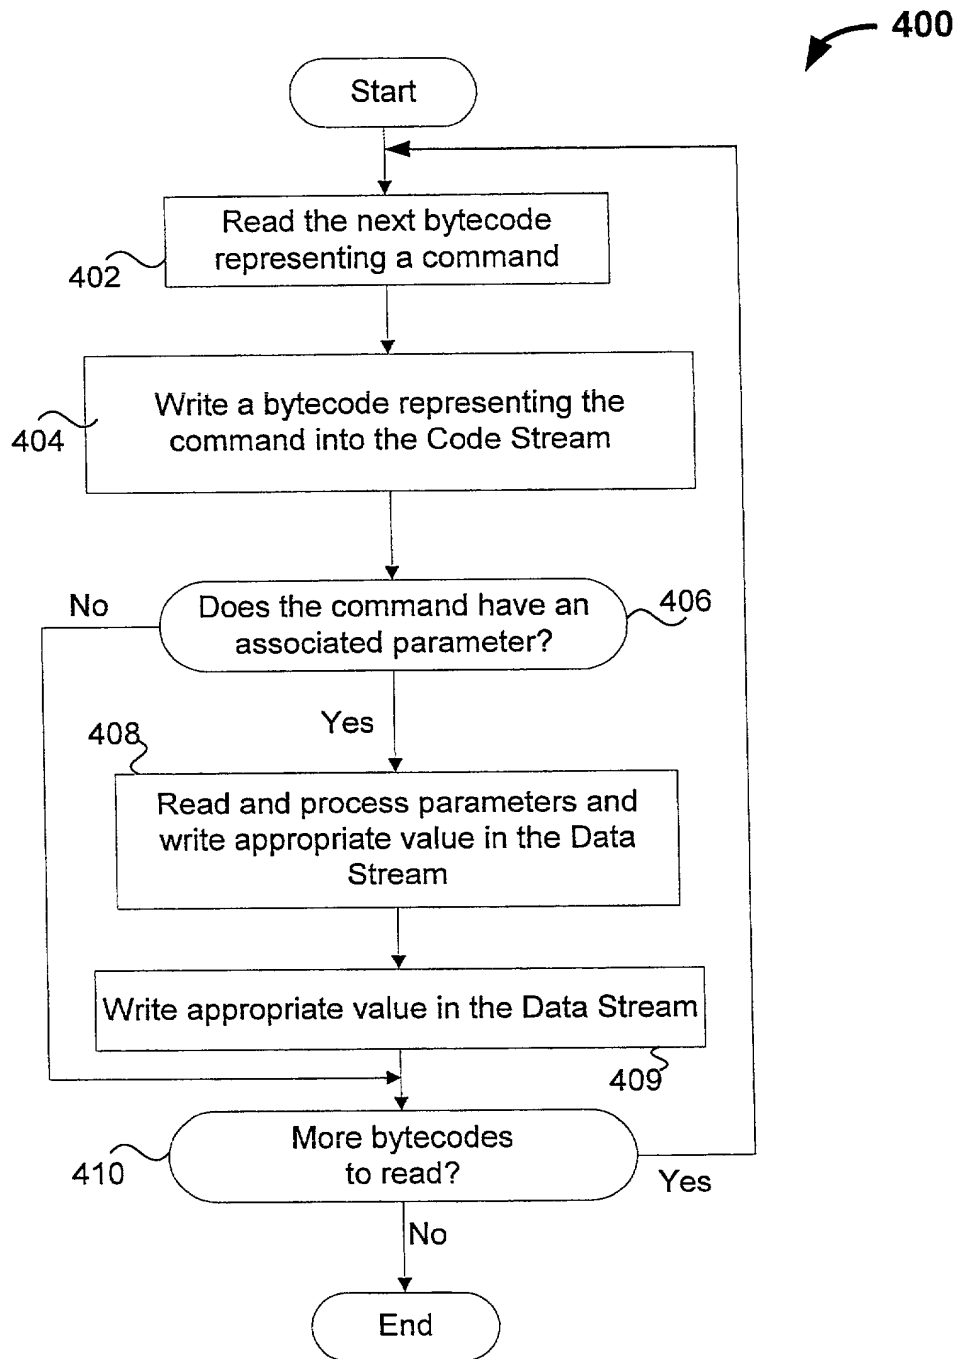 400
Start
Read the next bytecode
representing a command
402
Write a bytecode representing the
command into the Code Stream
404
No
Does the command have an
associated parameter?
406
Yes
408
Read and process parameters and
write appropriate value in the Data
Stream
Write appropriate value in the Data Stream
409
More bytecodes
to read?
410
Yes
No
End